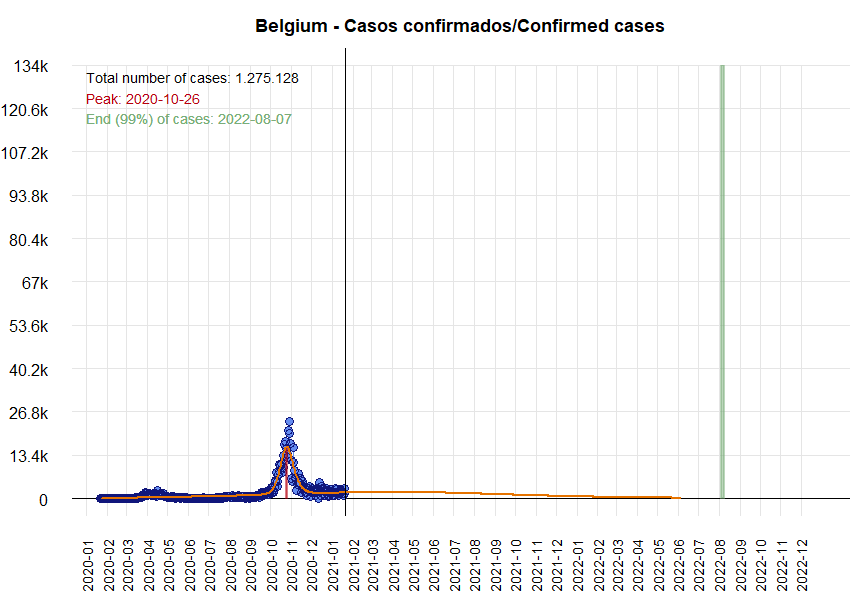 Belgium - Casos confirmados/Confirmed cases
Total number of cases: 1.275.128
Peak: 2020-10-26
End (99%) of cases: 2022-08-07
134k
120.6k
107.2k
93.8k
80.4k
67k
53.6k
40.2k
26.8k
13.4k
0
2020-01
2020-02
2020-03
2020-04
2020-05
2020-06
2020-07
2020-08
2020-09
2020-10
2020-11
2020-12
2021-01
2021-02
2021-03
2021-04
2021-05
2021-06
2021-07
2021-08
2021-09
2021-10
2021-11
2021-12
2022-01
2022-02
2022-03
2022-04
2022-05
2022-06
2022-07
2022-08
2022-09
2022-10
2022-11
2022-12